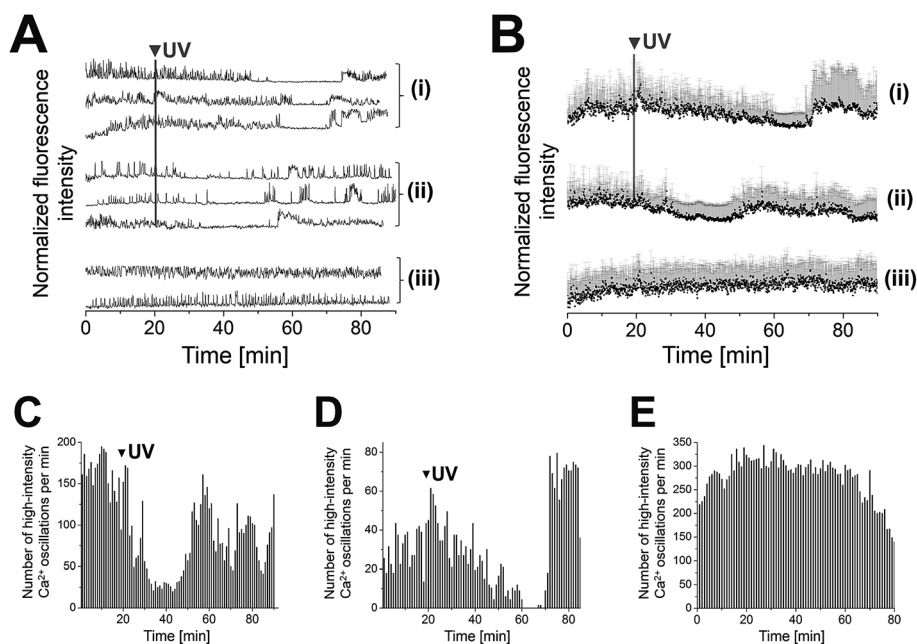 A
▼UV
Normalized fluorescence
intensity
(i)
(ii)
(iii)
0 20 40 60 80
Time [min]
B
▼UV
Normalized fluorescence
intensity
(i)
(ii)
(iii)
0 20 40 60 80
Time [min]
C
▼UV
Number of high-intensity
Ca²⁺ oscillations per min
200
150
100
50
0
0 20 40 60 80
Time [min]
D
▼UV
Number of high-intensity
Ca²⁺ oscillations per min
80
60
40
20
0
20 40 60 80
Time [min]
E
Number of high-intensity
Ca²⁺ oscillations per min
350
300
250
200
150
100
50
0
0 20 40 60 80
Time [min]